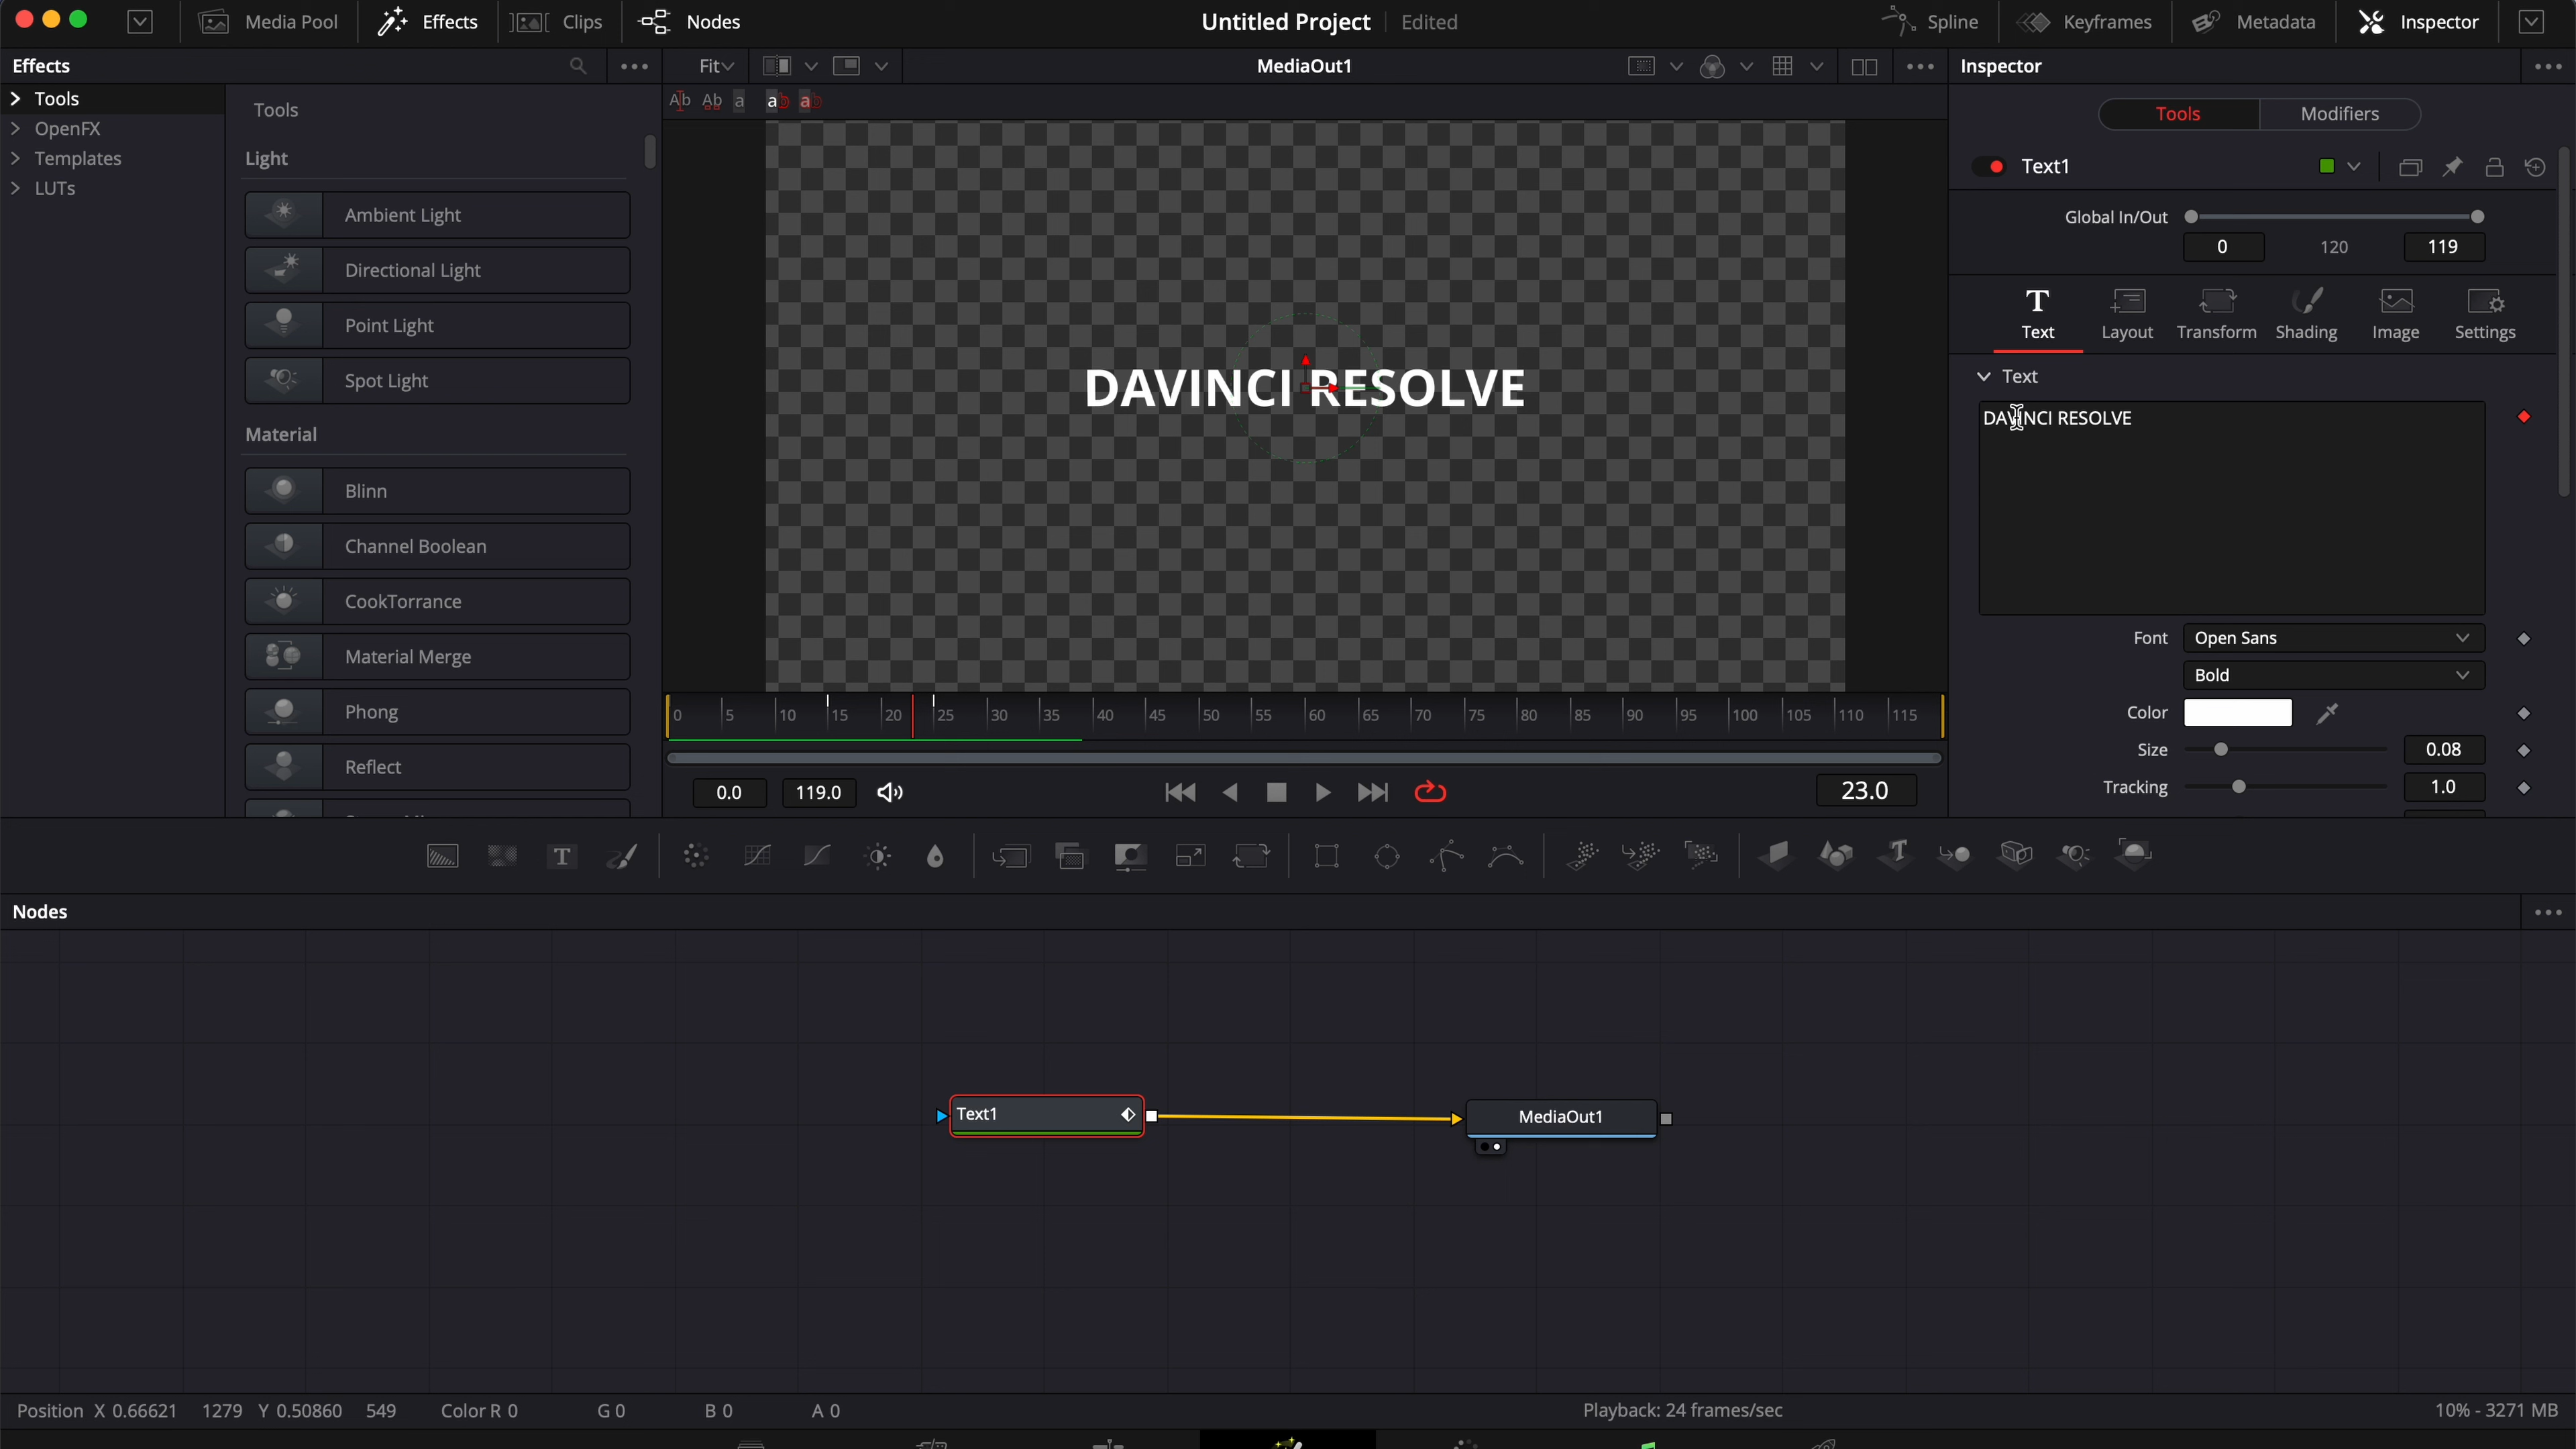 Media Pool Effects Clips Nodes Untitled Project Edited Spline Keyframes Metadata Inspector
Effects Fit MediaOut1 Inspector
Ab Ab a ab ab
Tools
OpenFX
Templates
LUTs
Tools
Light
Ambient Light
Directional Light
Point Light
Spot Light
Material
Blinn
Channel Boolean
CookTorrance
Material Merge
Phong
Reflect
DAVINCI RESOLVE
0 5 10 15 20 25 30 35 40 45 50 55 60 65 70 75 80 85 90 95 100 105 110 115
0.0 119.0 23.0
Tools Modifiers
Text1
Global In/Out
0 120 119
T
Text Layout Transform Shading Image Settings
Text
DAVINCI RESOLVE
Font Open Sans
Bold
Color
Size 0.08
Tracking 1.0
T T
Nodes
Text1 MediaOut1
Position X 0.66621 1279 Y 0.50860 549 Color R 0 G 0 B 0 A 0 Playback: 24 frames/sec 10% - 3271 MB